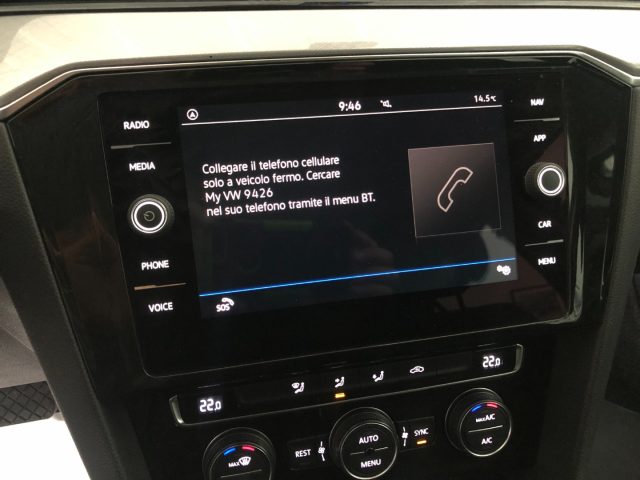 9:46
14.5°C
RADIO
MEDIA
PHONE
VOICE
Collegare il telefono cellulare
solo a veicolo fermo. Cercare
My VW 9426
nel suo telefono tramite il menu BT.
SOS
NAV
APP
CAR
MENU
22.0
22.0
MAX
REST
AUTO
MENU
SYNC
MAX A/C
A/C